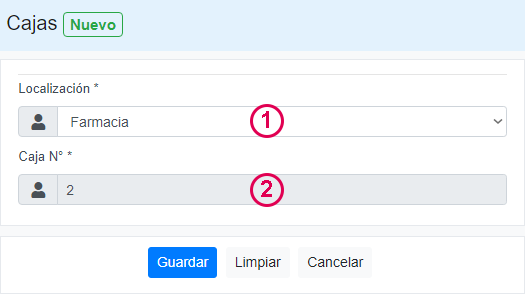 Cajas Nuevo
Localización *
Farmacia 1
Caja N° *
2 2
Guardar Limpiar Cancelar